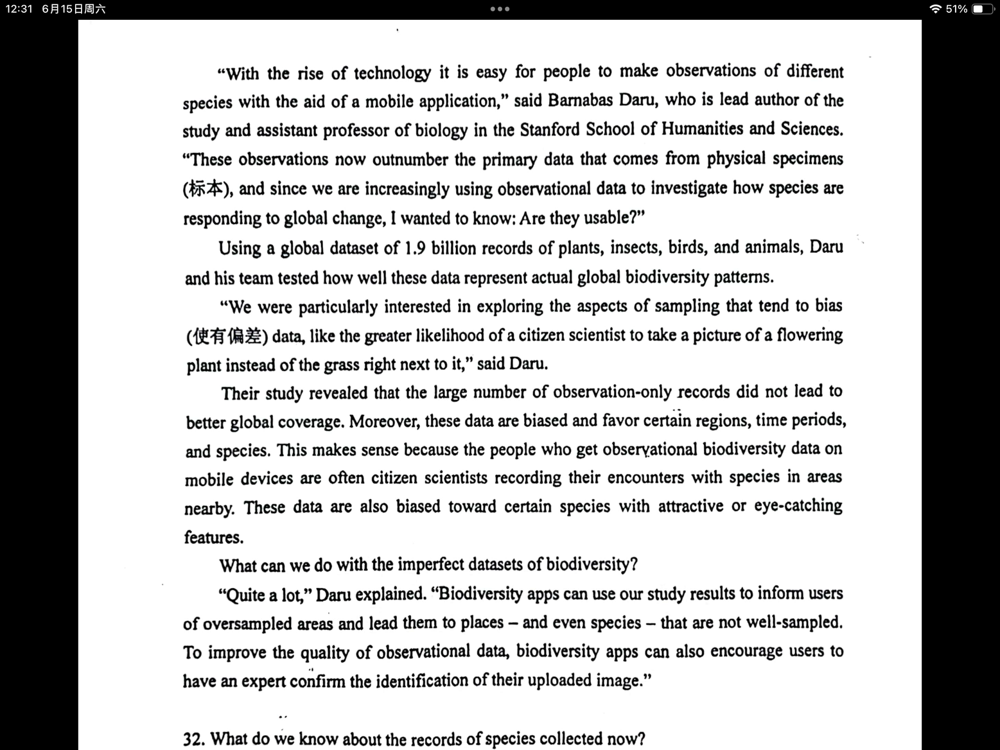 12:31 6月15日周六
51%
“With the rise of technology it is easy for people to make observations of different
species with the aid of a mobile application,” said Barnabas Daru, who is lead author of the
study and assistant professor of biology in the Stanford School of Humanities and Sciences.
“These observations now outnumber the primary data that comes from physical specimens
(标本), and since we are increasingly using observational data to investigate how species are
responding to global change, I wanted to know: Are they usable?”
Using a global dataset of 1.9 billion records of plants, insects, birds, and animals, Daru
and his team tested how well these data represent actual global biodiversity patterns.
“We were particularly interested in exploring the aspects of sampling that tend to bias
(使有偏差) data, like the greater likelihood of a citizen scientist to take a picture of a flowering
plant instead of the grass right next to it,” said Daru.
Their study revealed that the large number of observation-only records did not lead to
better global coverage. Moreover, these data are biased and favor certain regions, time periods,
and species. This makes sense because the people who get observational biodiversity data on
mobile devices are often citizen scientists recording their encounters with species in areas
nearby. These data are also biased toward certain species with attractive or eye-catching
features.
What can we do with the imperfect datasets of biodiversity?
“Quite a lot,” Daru explained. “Biodiversity apps can use our study results to inform users
of oversampled areas and lead them to places – and even species – that are not well-sampled.
To improve the quality of observational data, biodiversity apps can also encourage users to
have an expert confirm the identification of their uploaded image.”
32. What do we know about the records of species collected now?